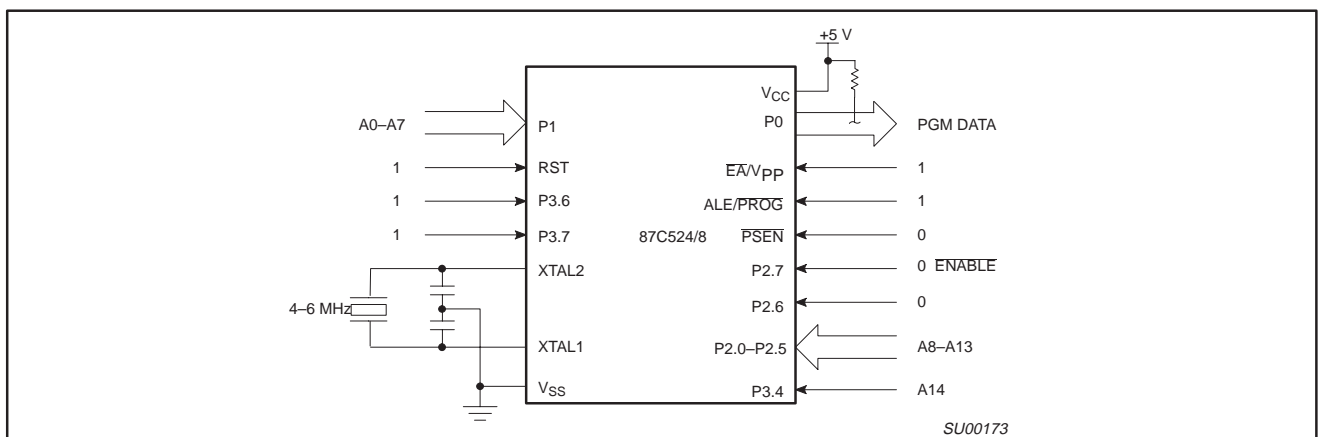 +5 V
VCC
A0–A7
P1
P0
PGM DATA
1
RST
EA/VPP
1
1
P3.6
ALE/PROG
1
1
P3.7
87C524/8
PSEN
0
XTAL2
P2.7
0 ENABLE
4–6 MHz
P2.6
0
XTAL1
P2.0–P2.5
A8–A13
VSS
P3.4
A14
SU00173